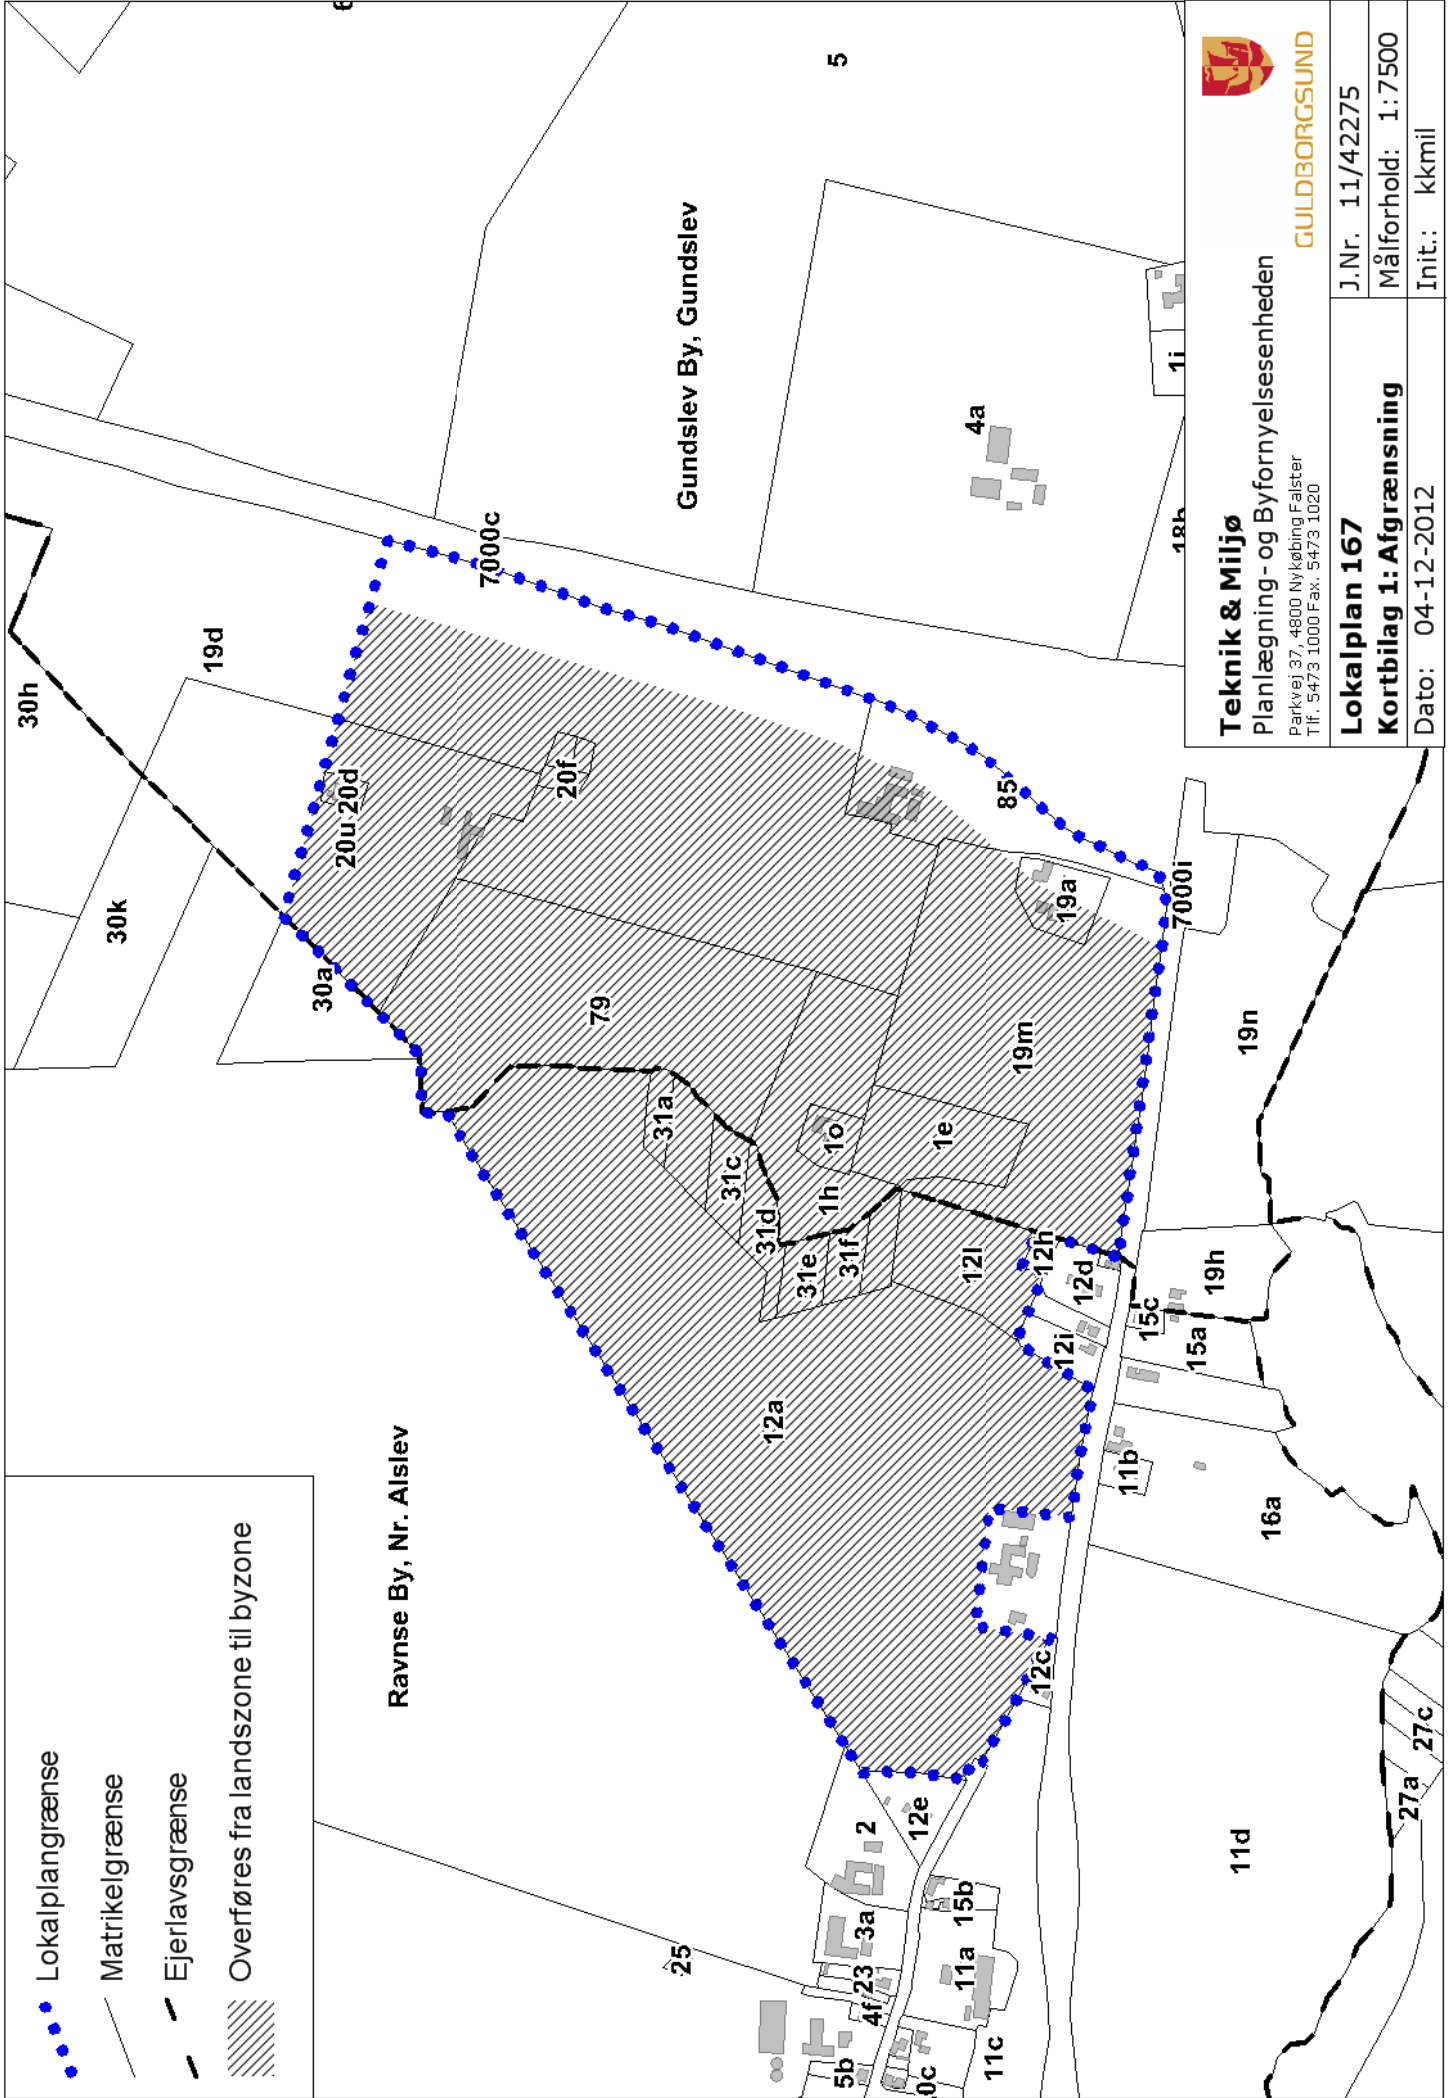 Lokalplangrænse
Matrikelgrænse
Ejerlavsgrænse
Overføres fra landszone til byzone
Ravnse By, Nr. Alslev
Gundslev By, Gundslev
30h
30k
30a
19d
20u 20d
20f
7000c
5
79
4a
31a
31c
31d
31e
31f
1h
1o
1e
19m
19a
85
7000i
1i
12a
12l
12h
12d
12i
12c
12e
2
3a
23
4f
25
5b
0c
11c
11a
15b
11d
11b
16a
15c
15a
19h
19n
27a
27c
Teknik & Miljø
Planlægning - og Byfornyelsesenheden
Parkvej 37, 4800 Nykøbing Falster
Tlf. 5473 1000 Fax. 5473 1020
GULDBORGSUND
Lokalplan 167
Kortbilag 1: Afgrænsning
Dato: 04-12-2012
J.Nr. 11/42275
Målforhold: 1:7500
Init.: kkmil